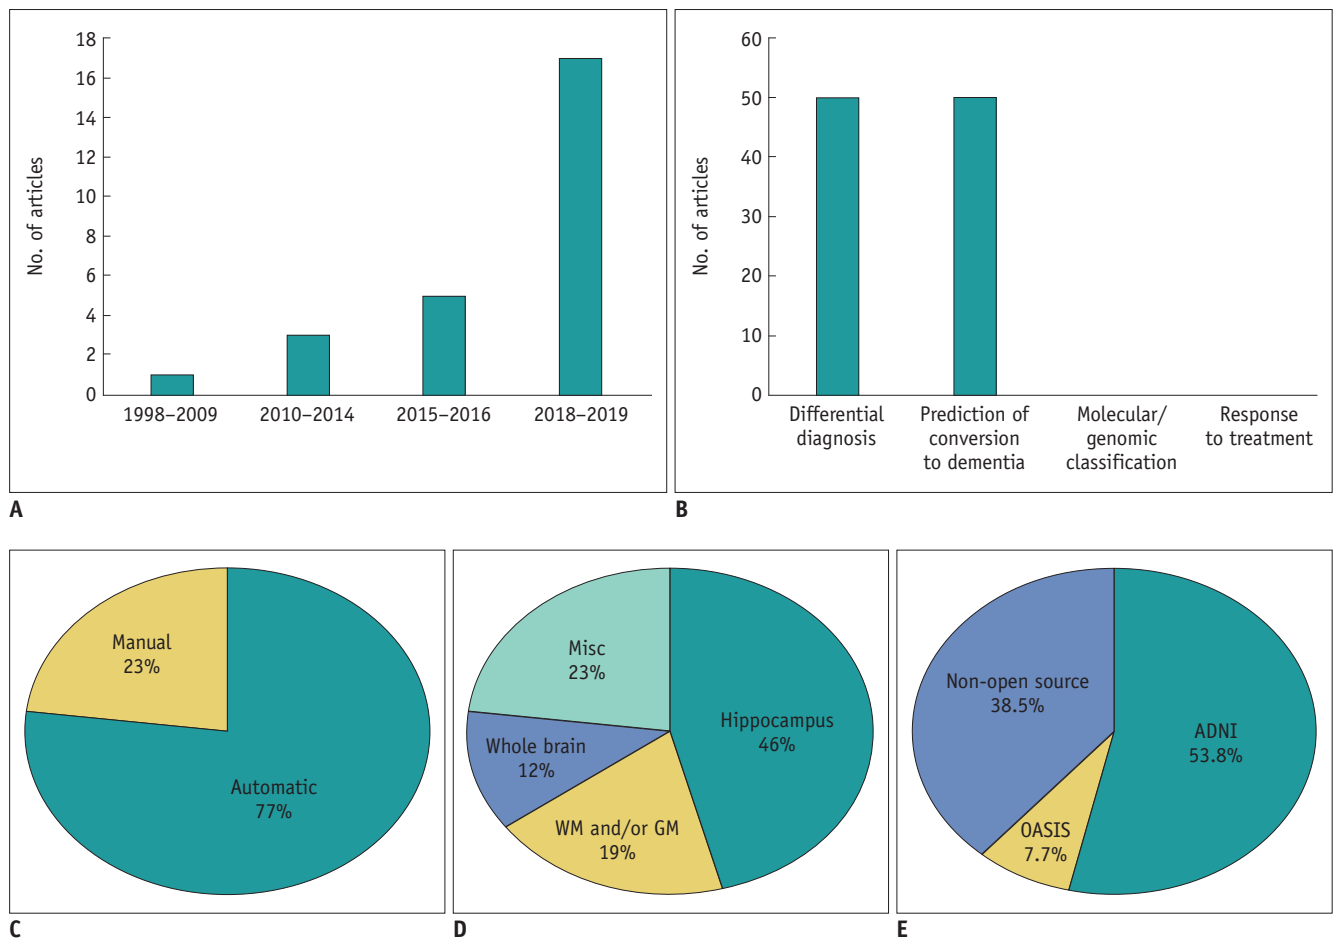 18
16
14
12
10
8
6
4
2
0
No. of articles
1998–2009
2010–2014
2015–2016
2018–2019
A
60
50
40
30
20
10
0
No. of articles
Differential
diagnosis
Prediction of
conversion
to dementia
Molecular/
genomic
classification
Response
to treatment
B
Manual
23%
Automatic
77%
C
Misc
23%
Hippocampus
46%
Whole brain
12%
WM and/or GM
19%
D
Non-open source
38.5%
ADNI
53.8%
OASIS
7.7%
E